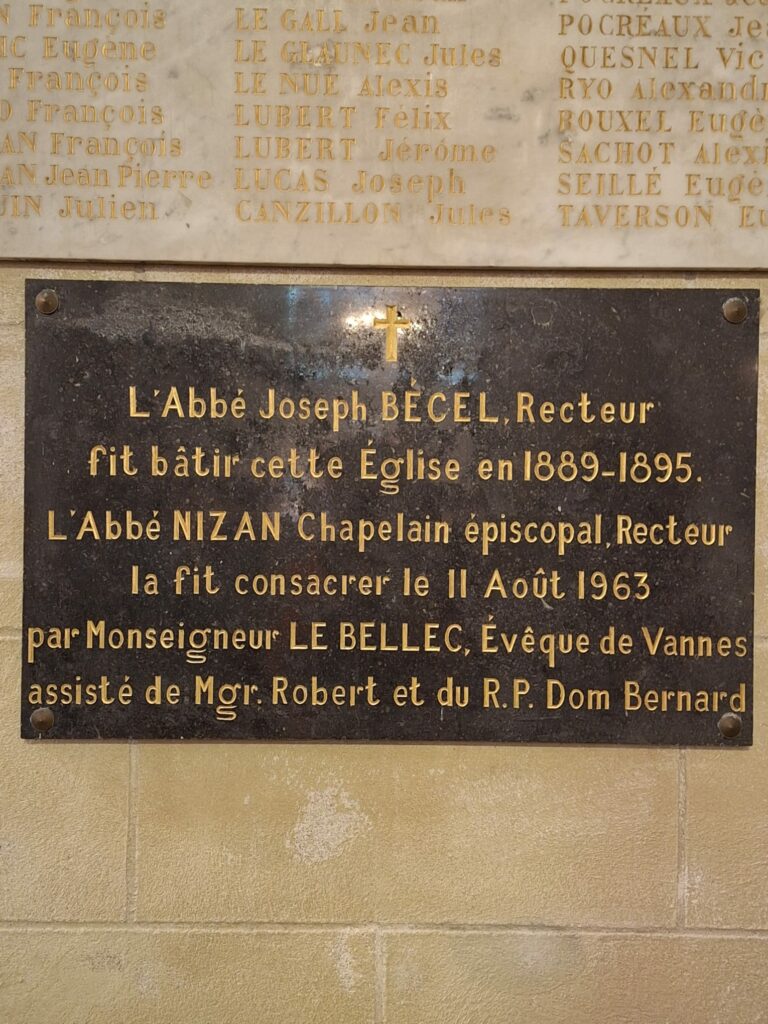 François LE GALL Jean POCRÉAUX
Eugène LE GLAUNEC Jules QUESNEL
François LE NUÉ Alexis RYO
François LUBERT Félix ROUXEL
François LUBERT Jérôme SACHOT
Jean Pierre LUCAS Joseph SEILLÉ
Julien CANZILLON Jules TAVERSON
L'Abbé Joseph BÉCEL, Recteur
fit bâtir cette Église en 1889-1895.
L'Abbé NIZAN Chapelain épiscopal, Recteur
la fit consacrer le 11 Août 1963
par Monseigneur LE BELLEC, Évêque de Vannes
assisté de Mgr. Robert et du R.P. Dom Bernard